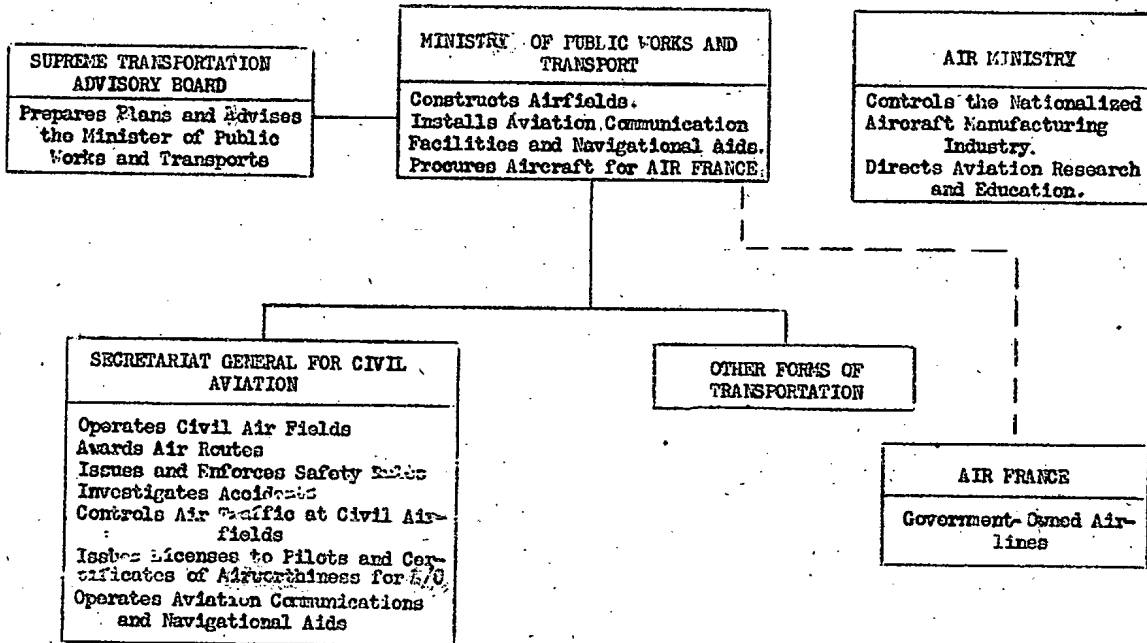 SUPREME TRANSPORTATION
ADVISORY BOARD
Prepares Plans and Advises
the Minister of Public
Works and Transports
MINISTRY OF PUBLIC WORKS AND
TRANSPORT
Constructs Airfields.
Installs Aviation Communication
Facilities and Navigational Aids.
Procures Aircraft for AIR FRANCE.
AIR MINISTRY
Controls the Nationalized
Aircraft Manufacturing
Industry.
Directs Aviation Research
and Education.
SECRETARIAT GENERAL FOR CIVIL
AVIATION
Operates Civil Air Fields
Awards Air Routes
Issues and Enforces Safety Rules
Investigates Accidents
Controls Air Traffic at Civil Air-
fields
Issues Licenses to Pilots and Cer-
tificates of Airworthiness for A/C
Operates Aviation Communications
and Navigational Aids
OTHER FORMS OF
TRANSPORTATION
AIR FRANCE
Government-Owned Air-
lines